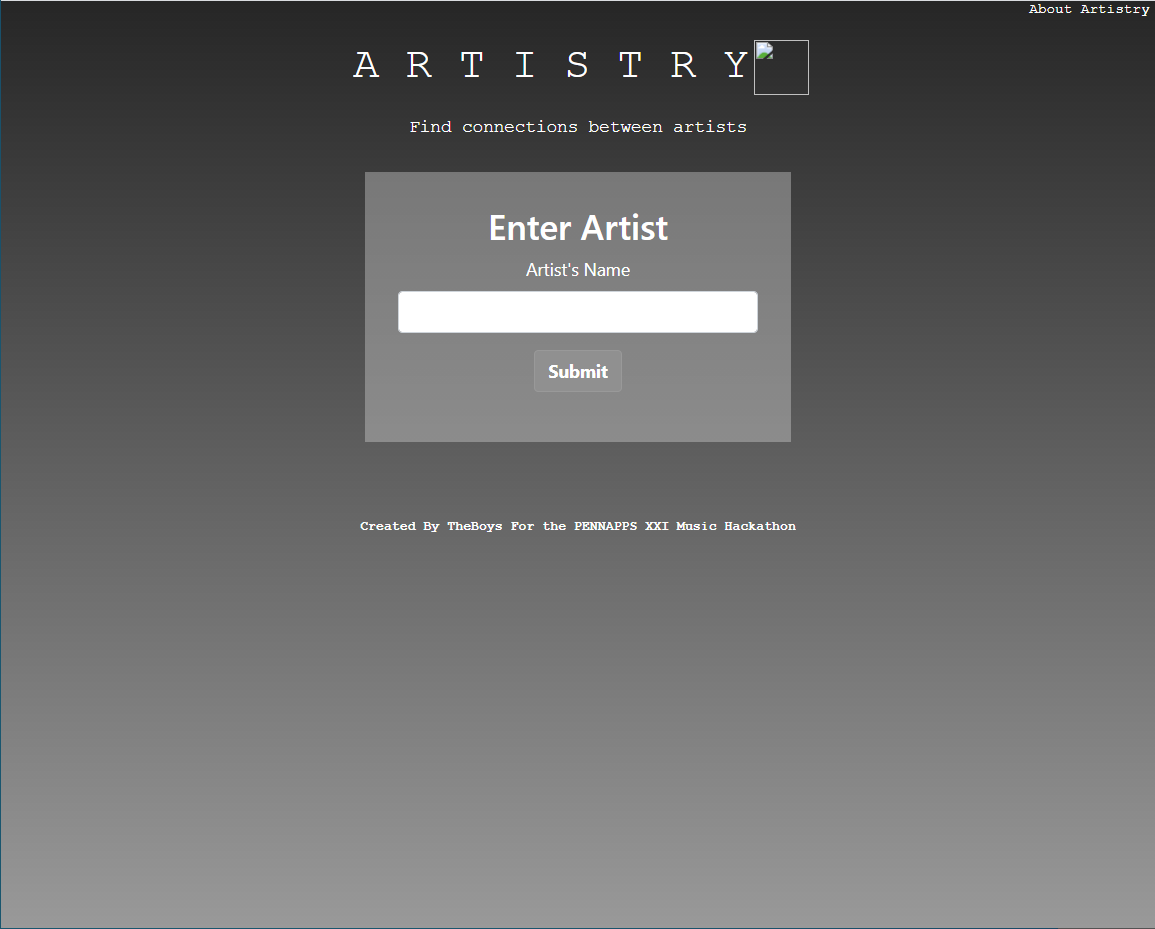 About Artistry
A R T I S T R Y
Find connections between artists
Enter Artist
Artist's Name
Submit
Created By TheBoys For the PENNAPPS XXI Music Hackathon